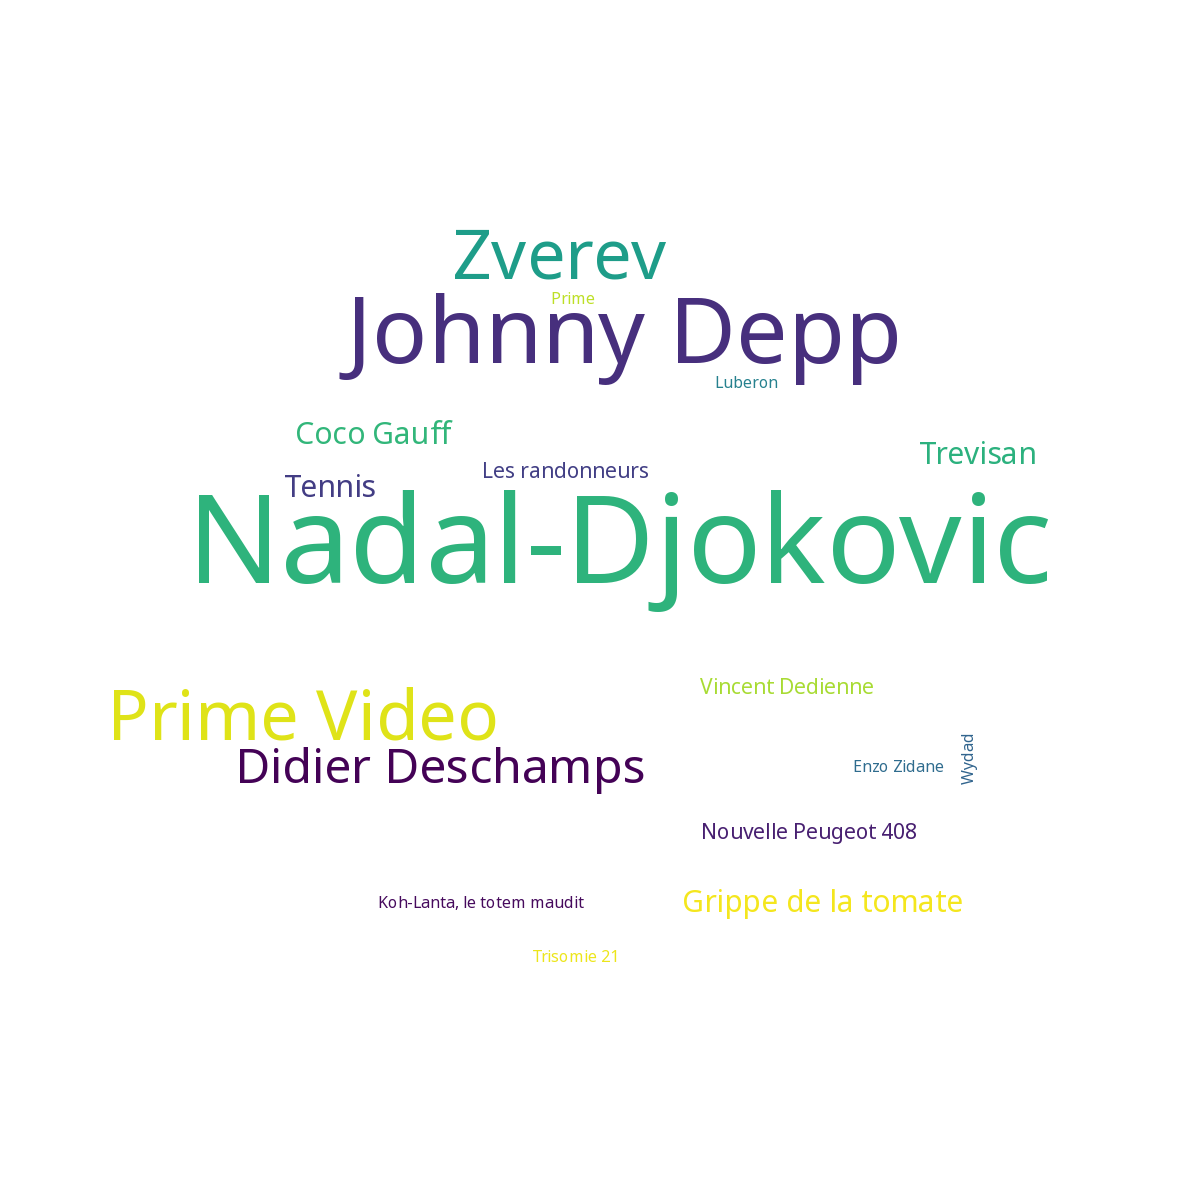 Zverev
Prime
Johnny Depp
Luberon
Coco Gauff
Trevisan
Les randonneurs
Tennis
Nadal-Djokovic
Vincent Dedienne
Prime Video
Didier Deschamps
Enzo Zidane
Wydad
Nouvelle Peugeot 408
Koh-Lanta, le totem maudit
Grippe de la tomate
Trisomie 21